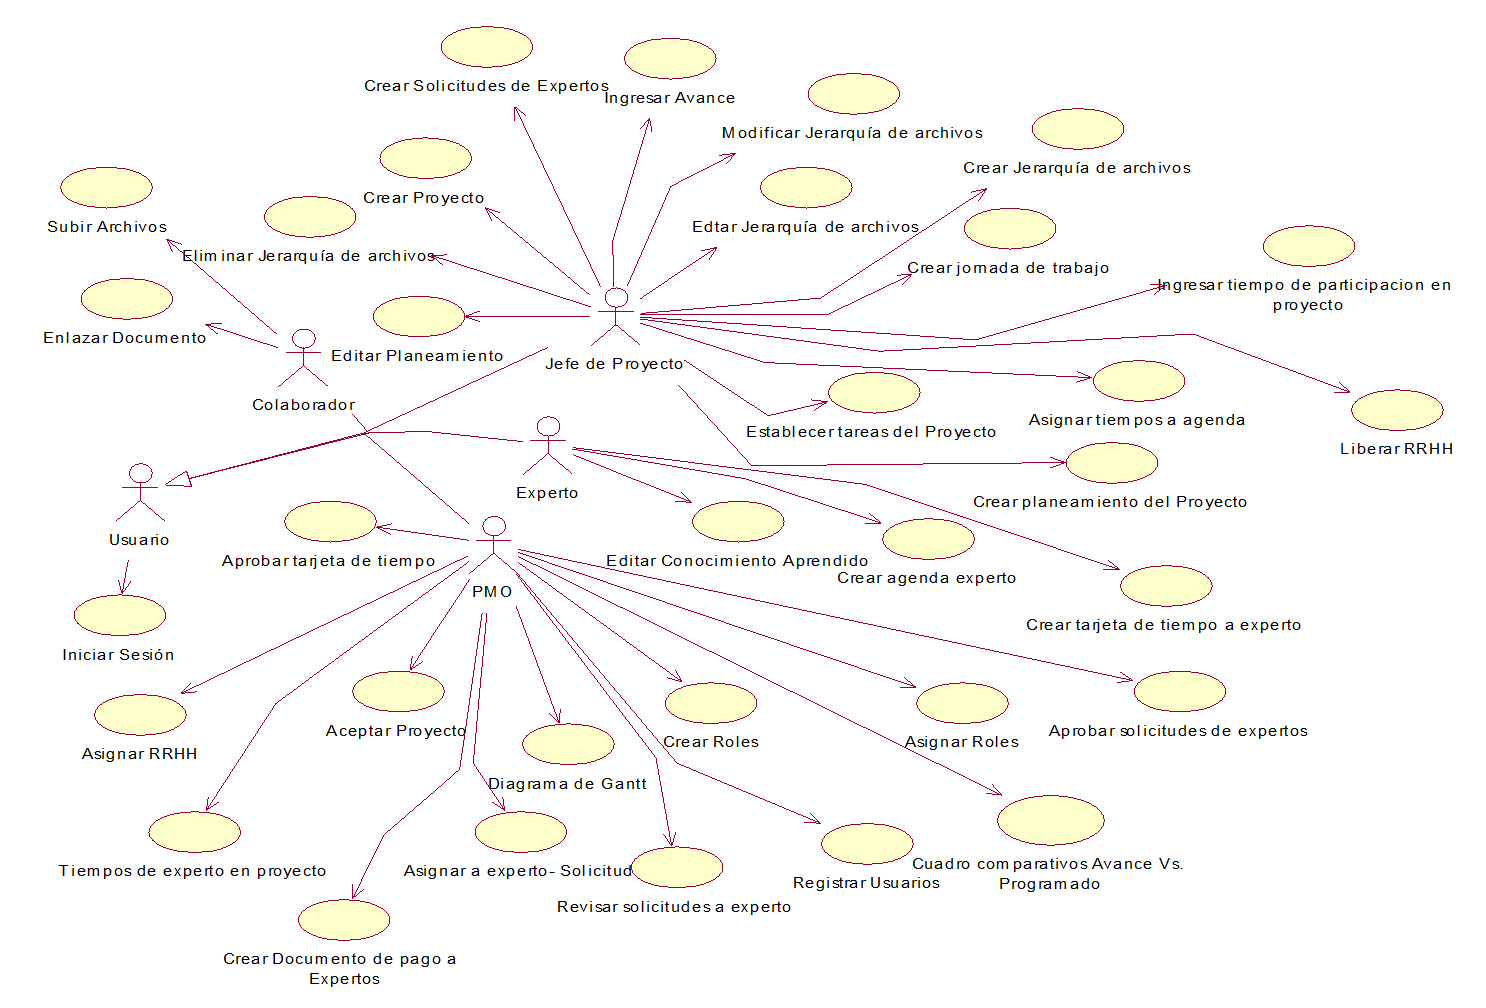 Crear Solicitudes de Expertos
Ingresar Avance
Modificar Jerarquía de archivos
Crear Jerarquía de archivos
Crear Proyecto
Subir Archivos
Edtar Jerarquía de archivos
Eliminar Jerarquía de archivos
Crear jornada de trabajo
Ingresar tiempo de participacion en
proyecto
Enlazar Documento
Editar Planeamiento
Jefe de Proyecto
Colaborador
Asignar tiempos a agenda
Establecer tareas del Proyecto
Liberar RRHH
Experto
Crear planeamiento del Proyecto
Usuario
Aprobar tarjeta de tiempo
Editar Conocimiento Aprendido
Crear agenda experto
PMO
Crear tarjeta de tiempo a experto
Iniciar Sesión
Aceptar Proyecto
Aprobar solicitudes de expertos
Crear Roles
Asignar Roles
Asignar RRHH
Diagrama de Gantt
Cuadro comparativos Avance Vs.
Programado
Tiempos de experto en proyecto
Asignar a experto- Solicitud
Registrar Usuarios
Revisar solicitudes a experto
Crear Documento de pago a
Expertos